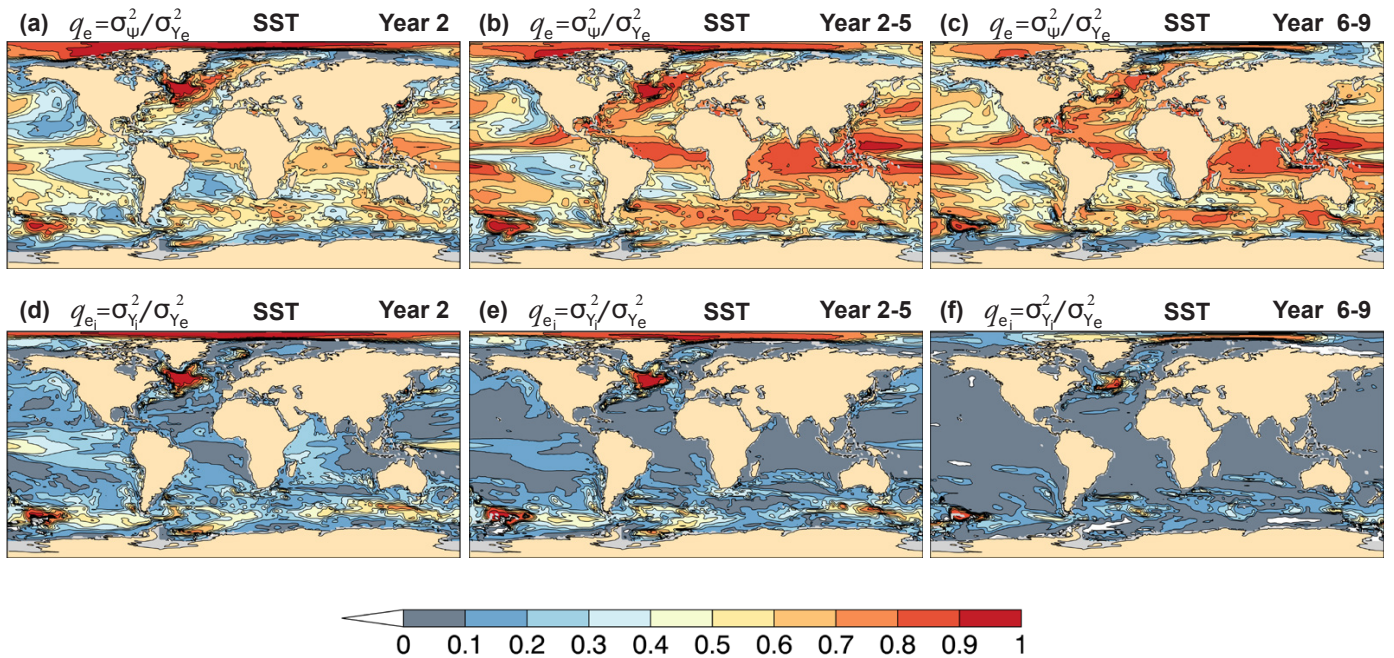 (a) qₑ=σ²_Ψ/σ²_Yₑ SST Year 2
(b) qₑ=σ²_Ψ/σ²_Yₑ SST Year 2-5
(c) qₑ=σ²_Ψ/σ²_Yₑ SST Year 6-9
(d) q_eᵢ=σ²_Yᵢ/σ²_Yₑ SST Year 2
(e) q_eᵢ=σ²_Yᵢ/σ²_Yₑ SST Year 2-5
(f) q_eᵢ=σ²_Yᵢ/σ²_Yₑ SST Year 6-9
0 0.1 0.2 0.3 0.4 0.5 0.6 0.7 0.8 0.9 1